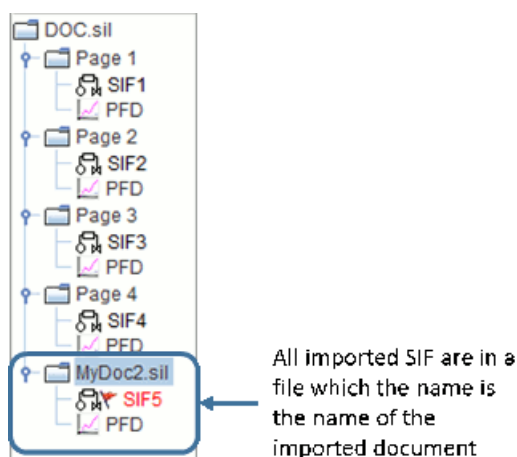 DOC.sil
Page 1
SIF1
PFD
Page 2
SIF2
PFD
Page 3
SIF3
PFD
Page 4
SIF4
PFD
MyDoc2.sil
SIF5
PFD
All imported SIF are in a
file which the name is
the name of the
imported document